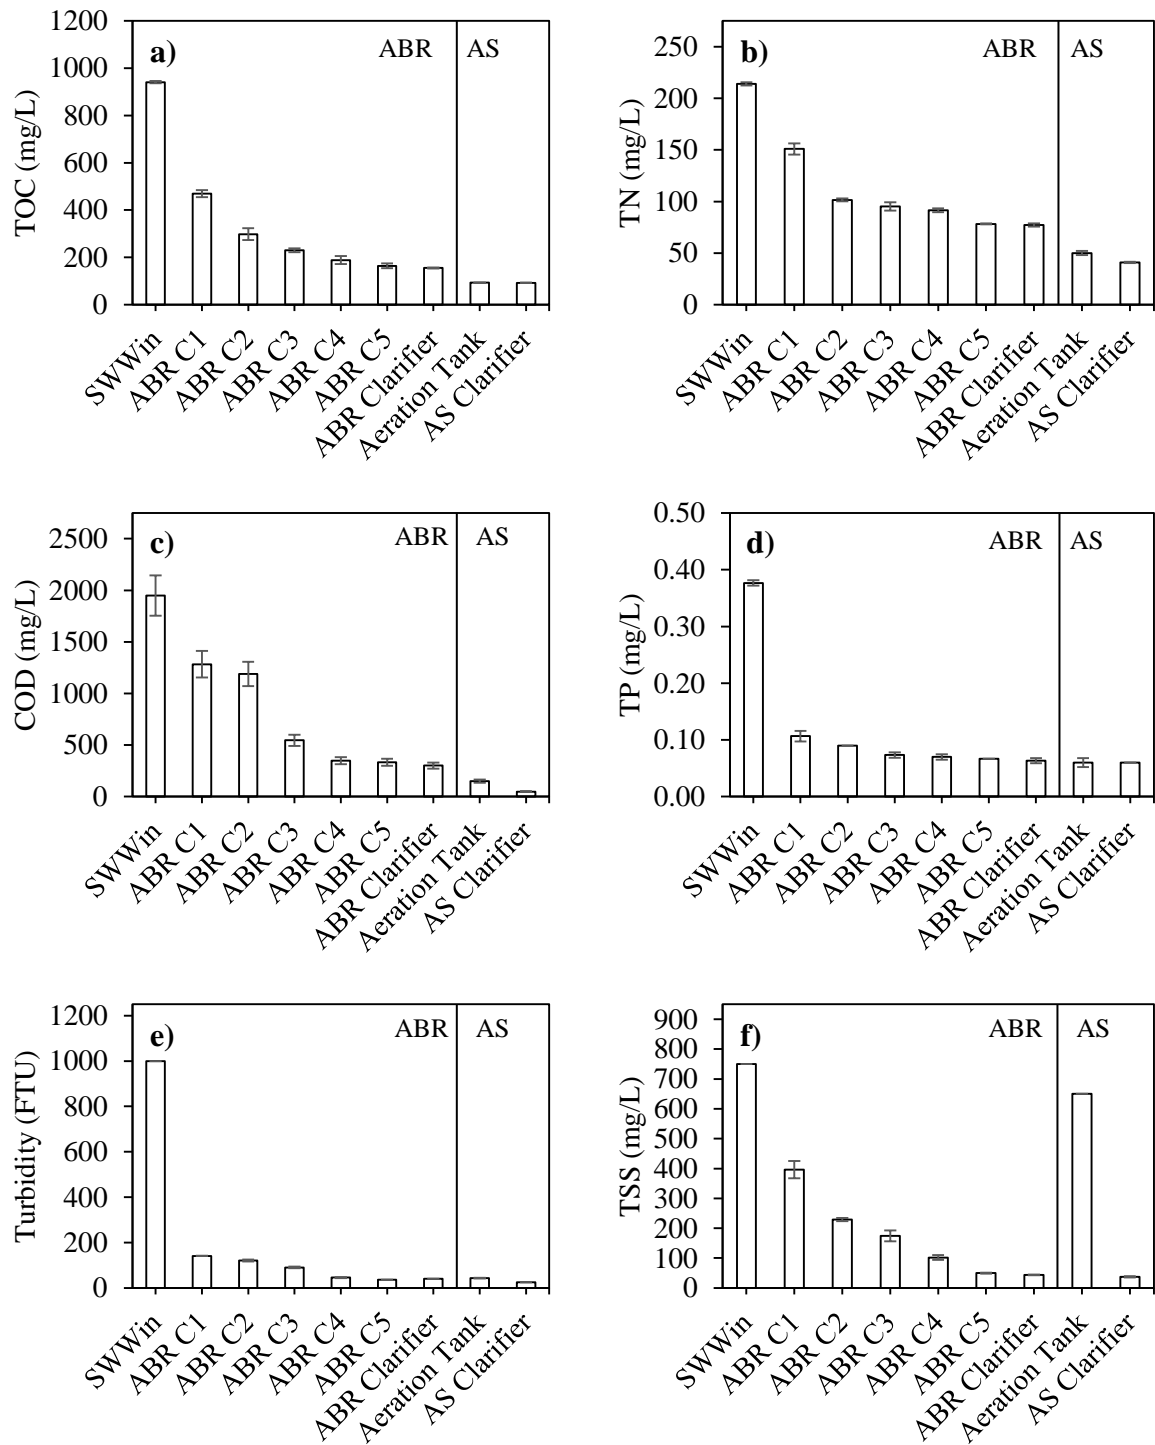 a)
ABR
AS
TOC (mg/L)
1200
1000
800
600
400
200
0
SWWin
ABR C1
ABR C2
ABR C3
ABR C4
ABR C5
ABR Clarifier
Aeration Tank
AS Clarifier
b)
ABR
AS
TN (mg/L)
250
200
150
100
50
0
SWWin
ABR C1
ABR C2
ABR C3
ABR C4
ABR C5
ABR Clarifier
Aeration Tank
AS Clarifier
c)
ABR
AS
COD (mg/L)
2500
2000
1500
1000
500
0
SWWin
ABR C1
ABR C2
ABR C3
ABR C4
ABR C5
ABR Clarifier
Aeration Tank
AS Clarifier
d)
ABR
AS
TP (mg/L)
0.50
0.40
0.30
0.20
0.10
0.00
SWWin
ABR C1
ABR C2
ABR C3
ABR C4
ABR C5
ABR Clarifier
Aeration Tank
AS Clarifier
e)
ABR
AS
Turbidity (FTU)
1200
1000
800
600
400
200
0
SWWin
ABR C1
ABR C2
ABR C3
ABR C4
ABR C5
ABR Clarifier
Aeration Tank
AS Clarifier
f)
ABR
AS
TSS (mg/L)
900
800
700
600
500
400
300
200
100
0
SWWin
ABR C1
ABR C2
ABR C3
ABR C4
ABR C5
ABR Clarifier
Aeration Tank
AS Clarifier